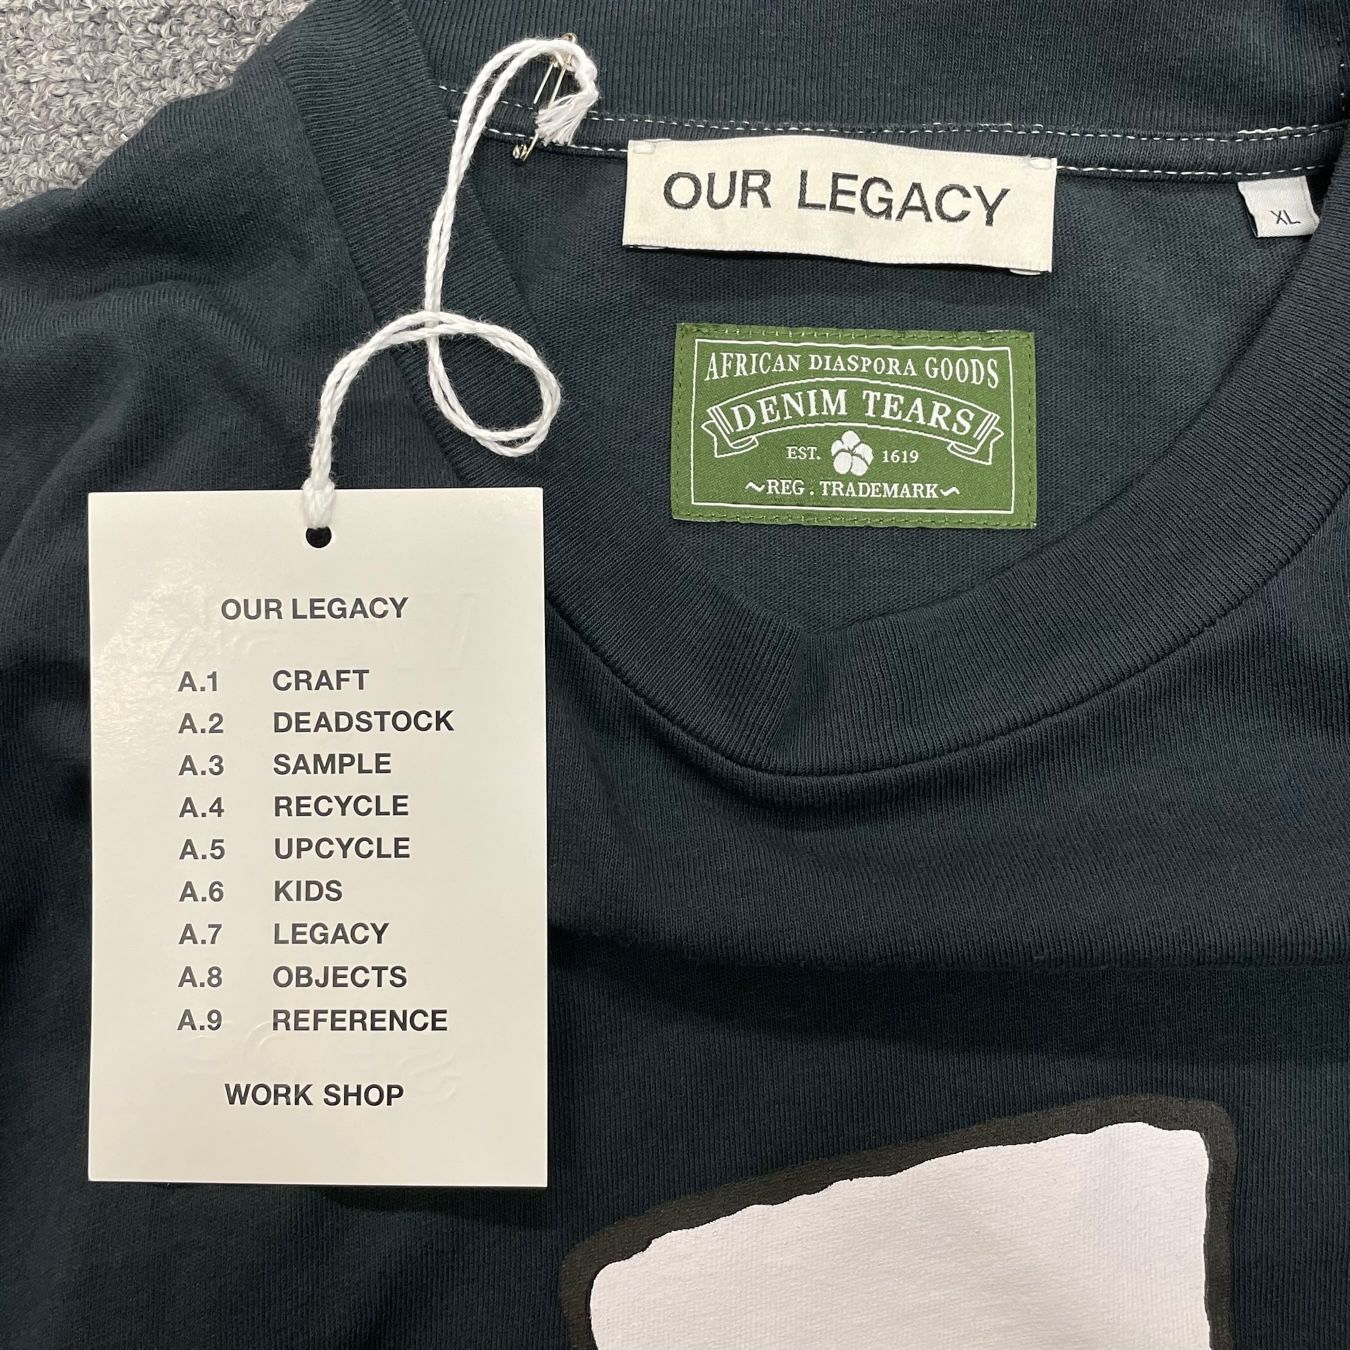 OUR LEGACY
XL
AFRICAN DIASPORA GOODS
DENIM TEARS
EST. 1619
~REG. TRADEMARK~
OUR LEGACY
A.1 CRAFT
A.2 DEADSTOCK
A.3 SAMPLE
A.4 RECYCLE
A.5 UPCYCLE
A.6 KIDS
A.7 LEGACY
A.8 OBJECTS
A.9 REFERENCE
WORK SHOP